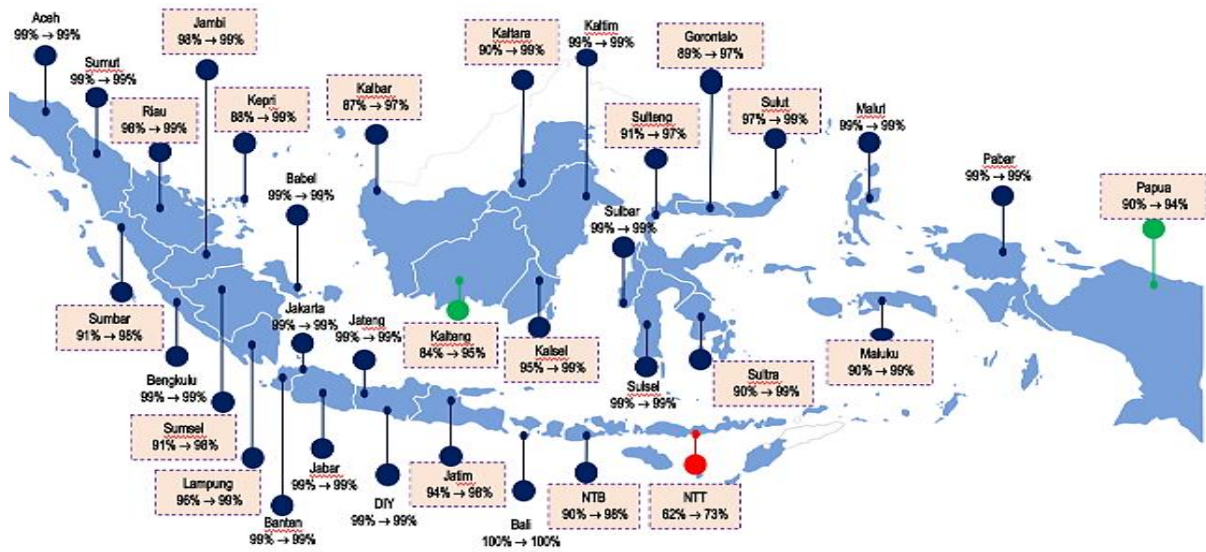 Aceh
99% → 99%
Sumut
99% → 99%
Jambi
98% → 99%
Riau
98% → 99%
Kepri
88% → 99%
Babel
99% → 99%
Kalbar
87% → 97%
Kaltara
90% → 99%
Kaltim
99% → 99%
Gorontalo
89% → 97%
Sulteng
91% → 97%
Sulut
97% → 99%
Malut
99% → 99%
Pabar
99% → 99%
Papua
90% → 94%
Sulbar
99% → 99%
Sumbar
91% → 98%
Bengkulu
99% → 99%
Sumsel
91% → 98%
Lampung
96% → 99%
Jakarta
99% → 99%
Jateng
99% → 99%
Kalteng
84% → 95%
Kalsel
95% → 99%
Sulsel
99% → 99%
Sultra
90% → 99%
Maluku
90% → 99%
Banten
99% → 99%
Jabar
99% → 99%
DIY
99% → 99%
Jatim
94% → 98%
Bali
100% → 100%
NTB
90% → 98%
NTT
62% → 73%